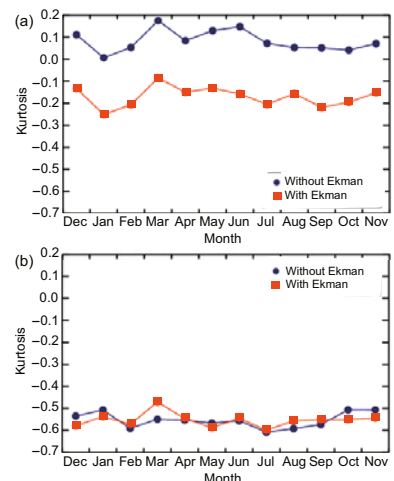 (a)
0.2
0.1
0.0
–0.1
–0.2
–0.3
–0.4
–0.5
–0.6
–0.7
Kurtosis
Without Ekman
With Ekman
Dec Jan Feb Mar Apr May Jun Jul Aug Sep Oct Nov
Month
(b)
0.2
0.1
0.0
–0.1
–0.2
–0.3
–0.4
–0.5
–0.6
–0.7
Kurtosis
Without Ekman
With Ekman
Dec Jan Feb Mar Apr May Jun Jul Aug Sep Oct Nov
Month